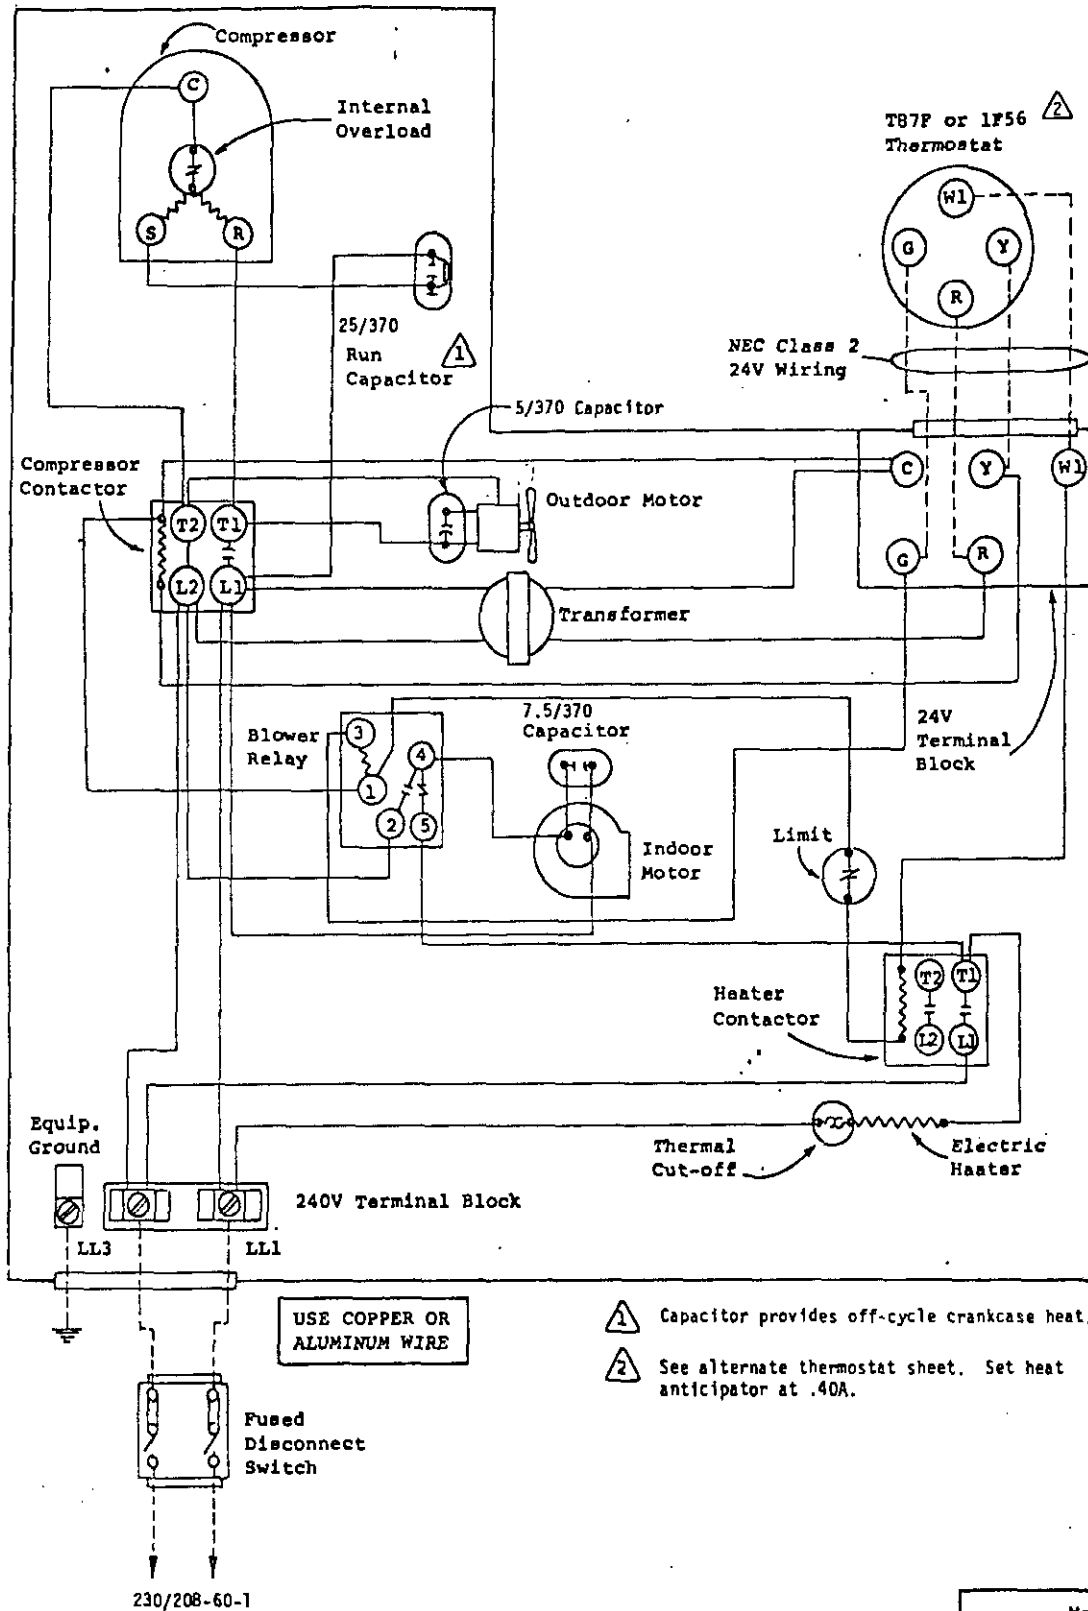 Compressor
C
Internal
Overload
S
R
25/370
Run
Capacitor
1
TB7F or 1F56
Thermostat
2
W1
G
Y
R
NEC Class 2
24V Wiring
5/370 Capacitor
Compressor
Contactor
T2
T1
L2
L1
Outdoor Motor
Transformer
C
Y
W1
G
R
24V
Terminal
Block
Blower
Relay
3
4
1
2
5
7.5/370
Capacitor
Indoor
Motor
Limit
Heater
Contactor
T2
T1
L2
L1
Thermal
Cut-off
Electric
Heater
Equip.
Ground
240V Terminal Block
LL3
LL1
USE COPPER OR
ALUMINUM WIRE
1 Capacitor provides off-cycle crankcase heat.
2 See alternate thermostat sheet. Set heat
anticipator at .40A.
Fused
Disconnect
Switch
230/208-60-1